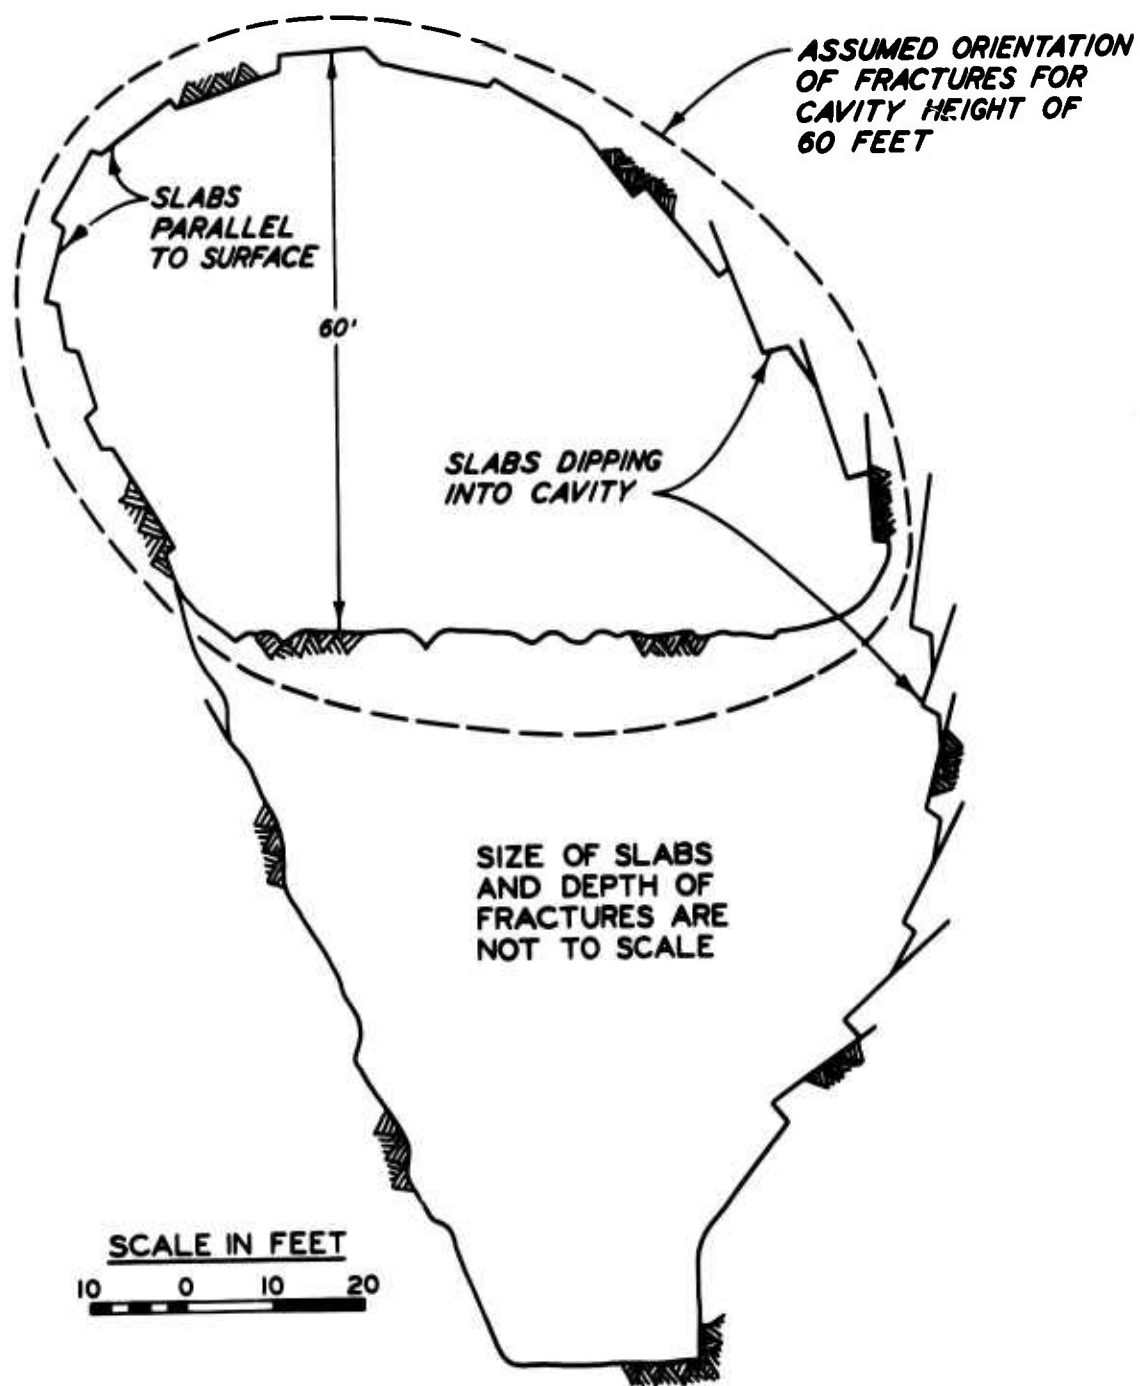 ASSUMED ORIENTATION
OF FRACTURES FOR
CAVITY HEIGHT OF
60 FEET
SLABS
PARALLEL
TO SURFACE
60'
SLABS DIPPING
INTO CAVITY
SIZE OF SLABS
AND DEPTH OF
FRACTURES ARE
NOT TO SCALE
SCALE IN FEET
10 0 10 20